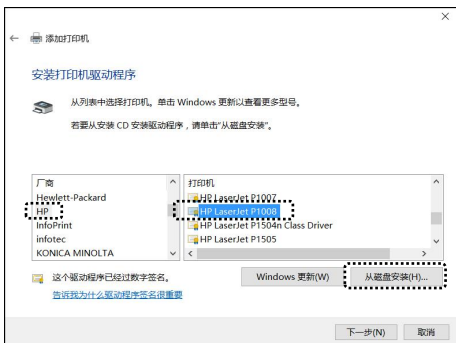 添加打印机
安装打印机驱动程序
从列表中选择打印机。单击 Windows 更新以查看更多型号。
若要从安装 CD 安装驱动程序，请单击“从磁盘安装”。
厂商
Hewlett-Packard
HP
InfoPrint
infotec
KONICA MINOLTA
打印机
HP LaserJet P1007
HP LaserJet P1008
HP LaserJet P1504n Class Driver
HP LaserJet P1505
这个驱动程序已经过数字签名。
告诉我为什么驱动程序签名很重要
Windows 更新(W)
从磁盘安装(H)...
下一步(N)
取消